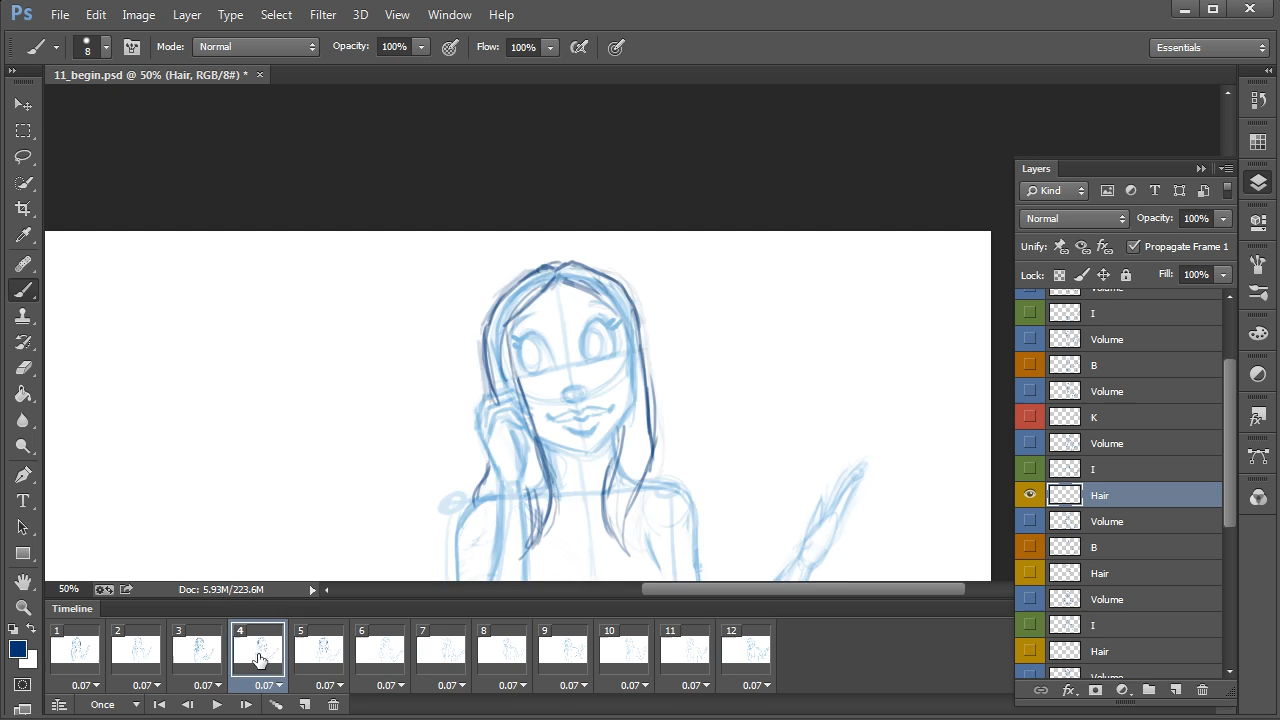 Ps File Edit Image Layer Type Select Filter 3D View Window Help
8 Mode: Normal Opacity: 100% Flow: 100% Essentials
11_begin.psd @ 50% (Hair, RGB/8#) * ×
Layers
Kind
Normal Opacity: 100%
Unify: Propagate Frame 1
Lock: Fill: 100%
Volume
I
Volume
B
Volume
K
Volume
I
Hair
Volume
B
Hair
Volume
I
Hair
Volume
50% Doc: 5.93M/223.6M
Timeline
1 2 3 4 5 6 7 8 9 10 11 12
0.07 0.07 0.07 0.07 0.07 0.07 0.07 0.07 0.07 0.07 0.07 0.07
Once
fx